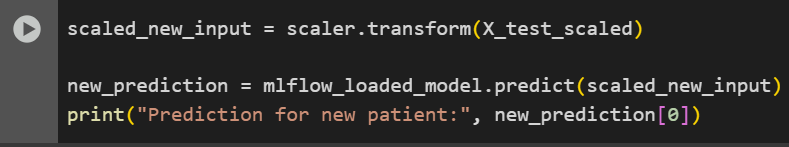 scaled_new_input = scaler.transform(X_test_scaled)
new_prediction = mlflow_loaded_model.predict(scaled_new_input)
print("Prediction for new patient:", new_prediction[0])